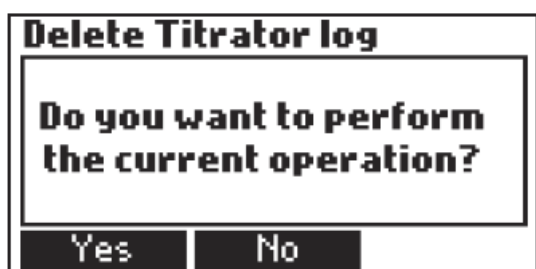 Delete Titrator log
Do you want to perform
the current operation?
Yes No